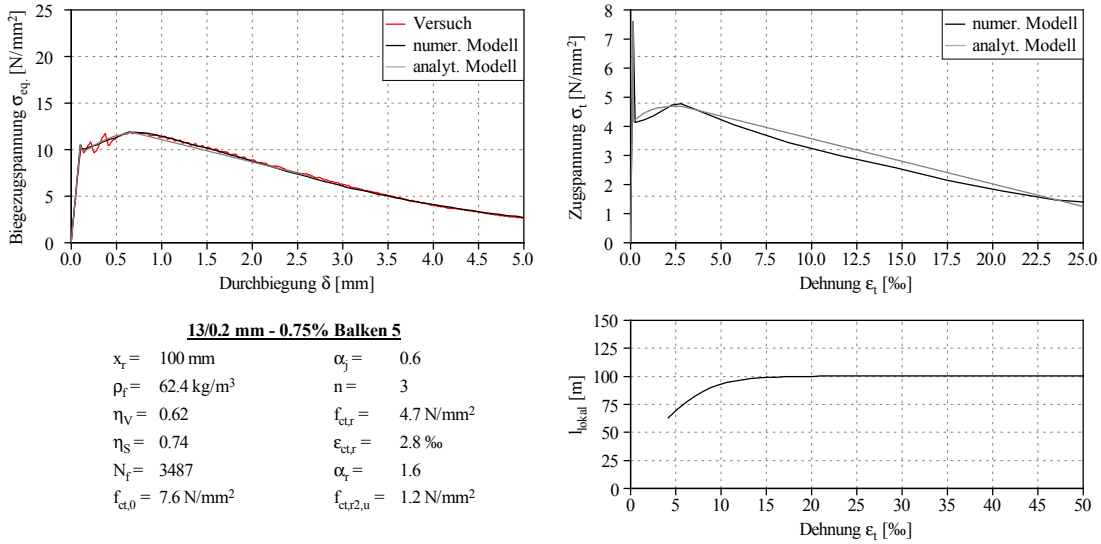 Biegezugspannung σeq. [N/mm²]
25
20
15
10
5
0
0.0 0.5 1.0 1.5 2.0 2.5 3.0 3.5 4.0 4.5 5.0
Durchbiegung δ [mm]
Versuch
numer. Modell
analyt. Modell
Zugspannung σt [N/mm²]
8
7
6
5
4
3
2
1
0
0.0 2.5 5.0 7.5 10.0 12.5 15.0 17.5 20.0 22.5 25.0
Dehnung εt [‰]
numer. Modell
analyt. Modell
13/0.2 mm - 0.75% Balken 5
xr = 100 mm αj = 0.6
ρf = 62.4 kg/m³ n = 3
ηV = 0.62 fct,r = 4.7 N/mm²
ηS = 0.74 εct,r = 2.8 ‰
Nf = 3487 αr = 1.6
fct,0 = 7.6 N/mm² fct,r2,u = 1.2 N/mm²
llokal [m]
150
125
100
75
50
25
0
0 5 10 15 20 25 30 35 40 45 50
Dehnung εt [‰]